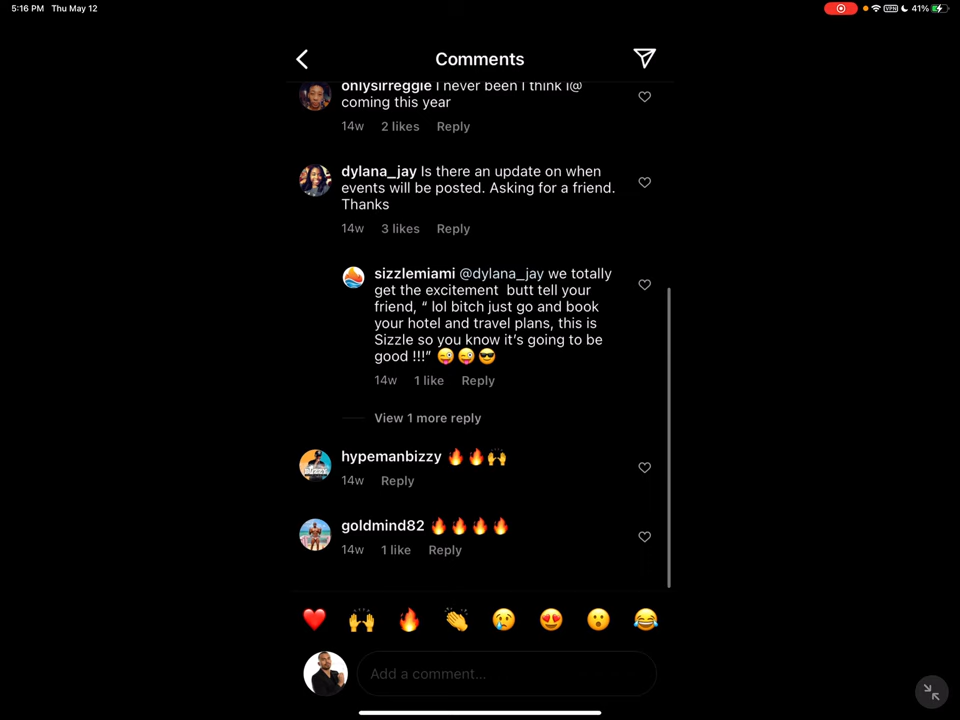 5:16 PM Thu May 12
VPN 41%
Comments
onlysirreggie I never been I think I@
coming this year
14w 2 likes Reply
dylana_jay Is there an update on when
events will be posted. Asking for a friend.
Thanks
14w 3 likes Reply
sizzlemiami @dylana_jay we totally
get the excitement butt tell your
friend, “ lol bitch just go and book
your hotel and travel plans, this is
Sizzle so you know it’s going to be
good !!!” 😜😜😎
14w 1 like Reply
View 1 more reply
hypemanbizzy 🔥🔥🙌
14w Reply
goldmind82 🔥🔥🔥🔥
14w 1 like Reply
❤️ 🙌 🔥 👏 😢 😍 😮 😂
Add a comment...